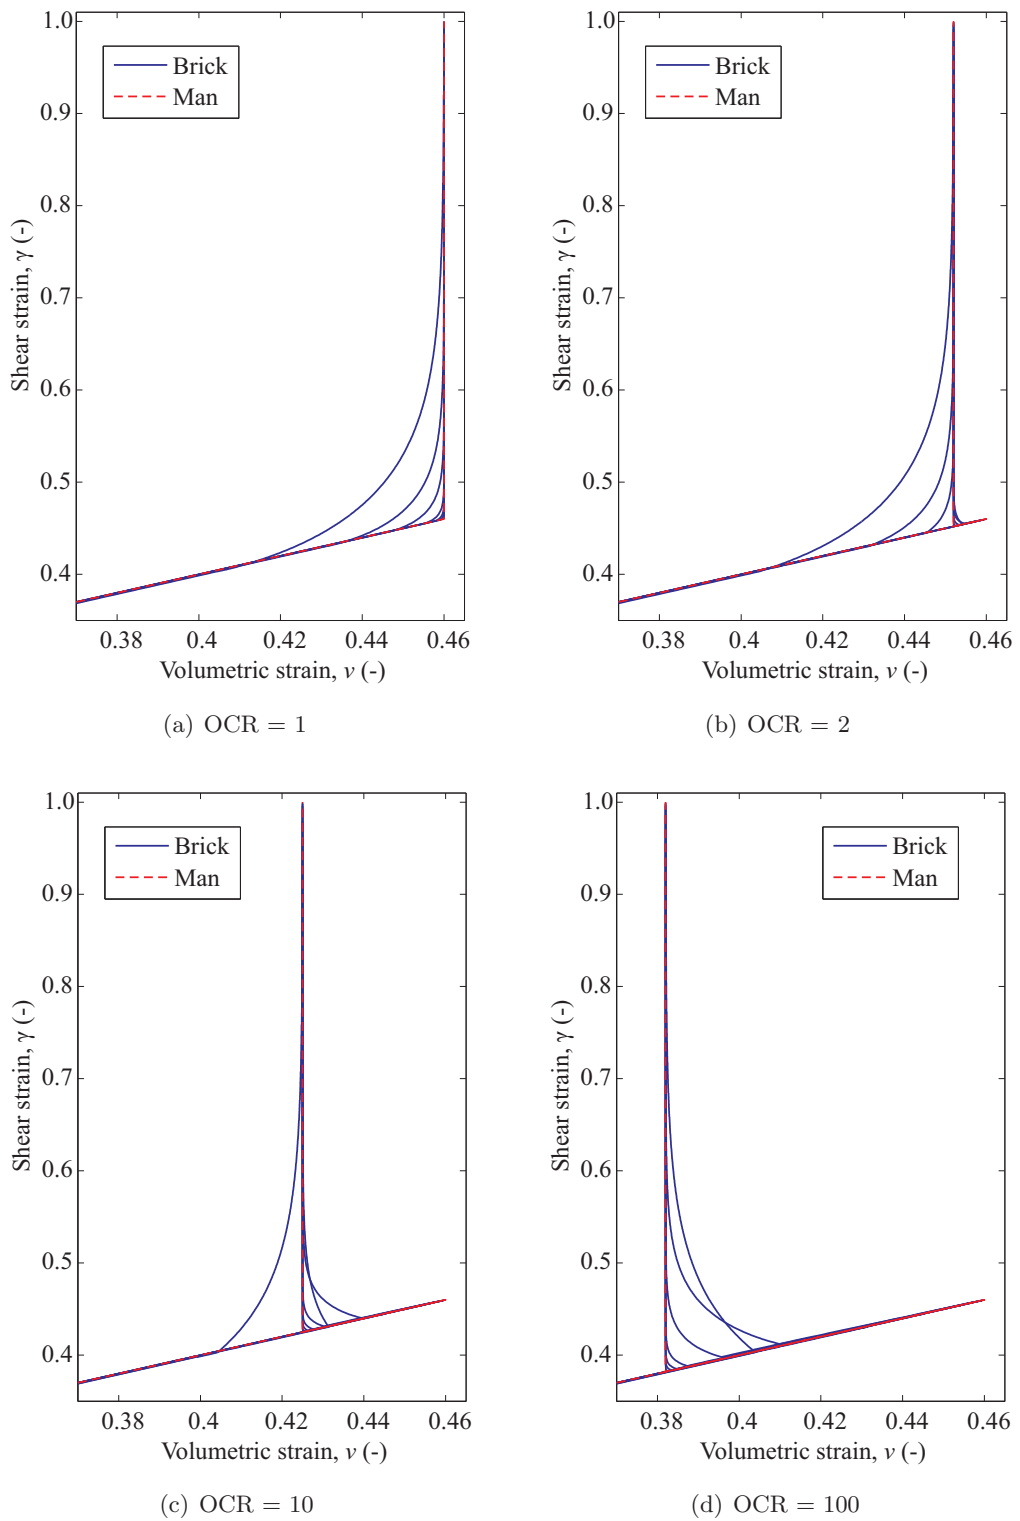 1.0
0.9
0.8
0.7
0.6
0.5
0.4
Shear strain, γ (-)
Brick
Man
0.38
0.4
0.42
0.44
0.46
Volumetric strain, v (-)
(a) OCR = 1
1.0
0.9
0.8
0.7
0.6
0.5
0.4
Shear strain, γ (-)
Brick
Man
0.38
0.4
0.42
0.44
0.46
Volumetric strain, v (-)
(b) OCR = 2
1.0
0.9
0.8
0.7
0.6
0.5
0.4
Shear strain, γ (-)
Brick
Man
0.38
0.4
0.42
0.44
0.46
Volumetric strain, v (-)
(c) OCR = 10
1.0
0.9
0.8
0.7
0.6
0.5
0.4
Shear strain, γ (-)
Brick
Man
0.38
0.4
0.42
0.44
0.46
Volumetric strain, v (-)
(d) OCR = 100